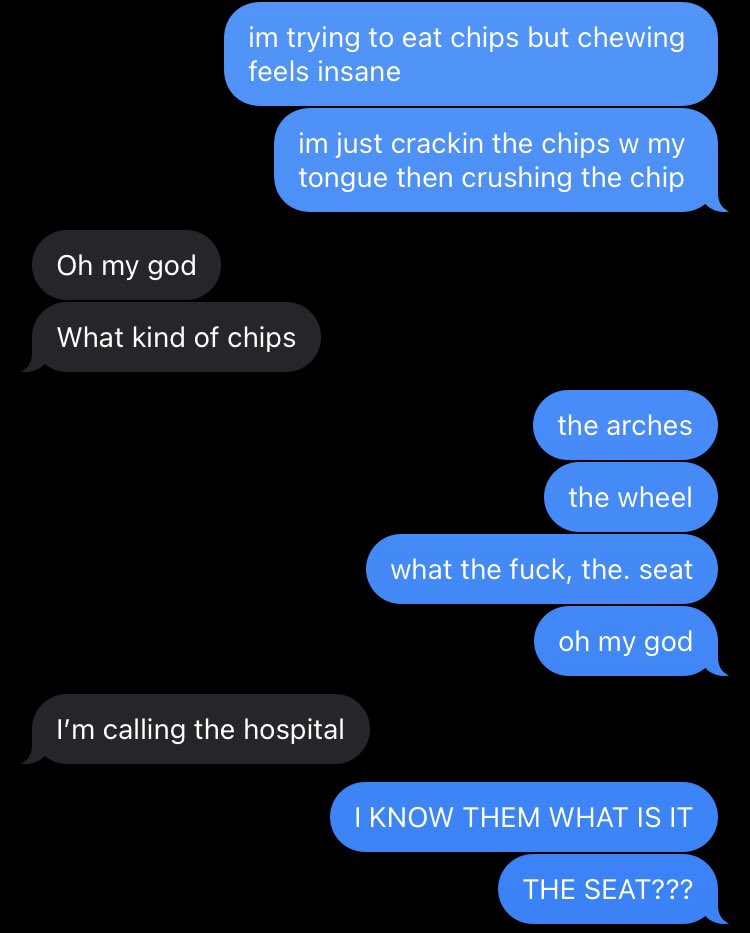 im trying to eat chips but chewing
feels insane
im just crackin the chips w my
tongue then crushing the chip
Oh my god
What kind of chips
the arches
the wheel
what the fuck, the. seat
oh my god
I’m calling the hospital
I KNOW THEM WHAT IS IT
THE SEAT???